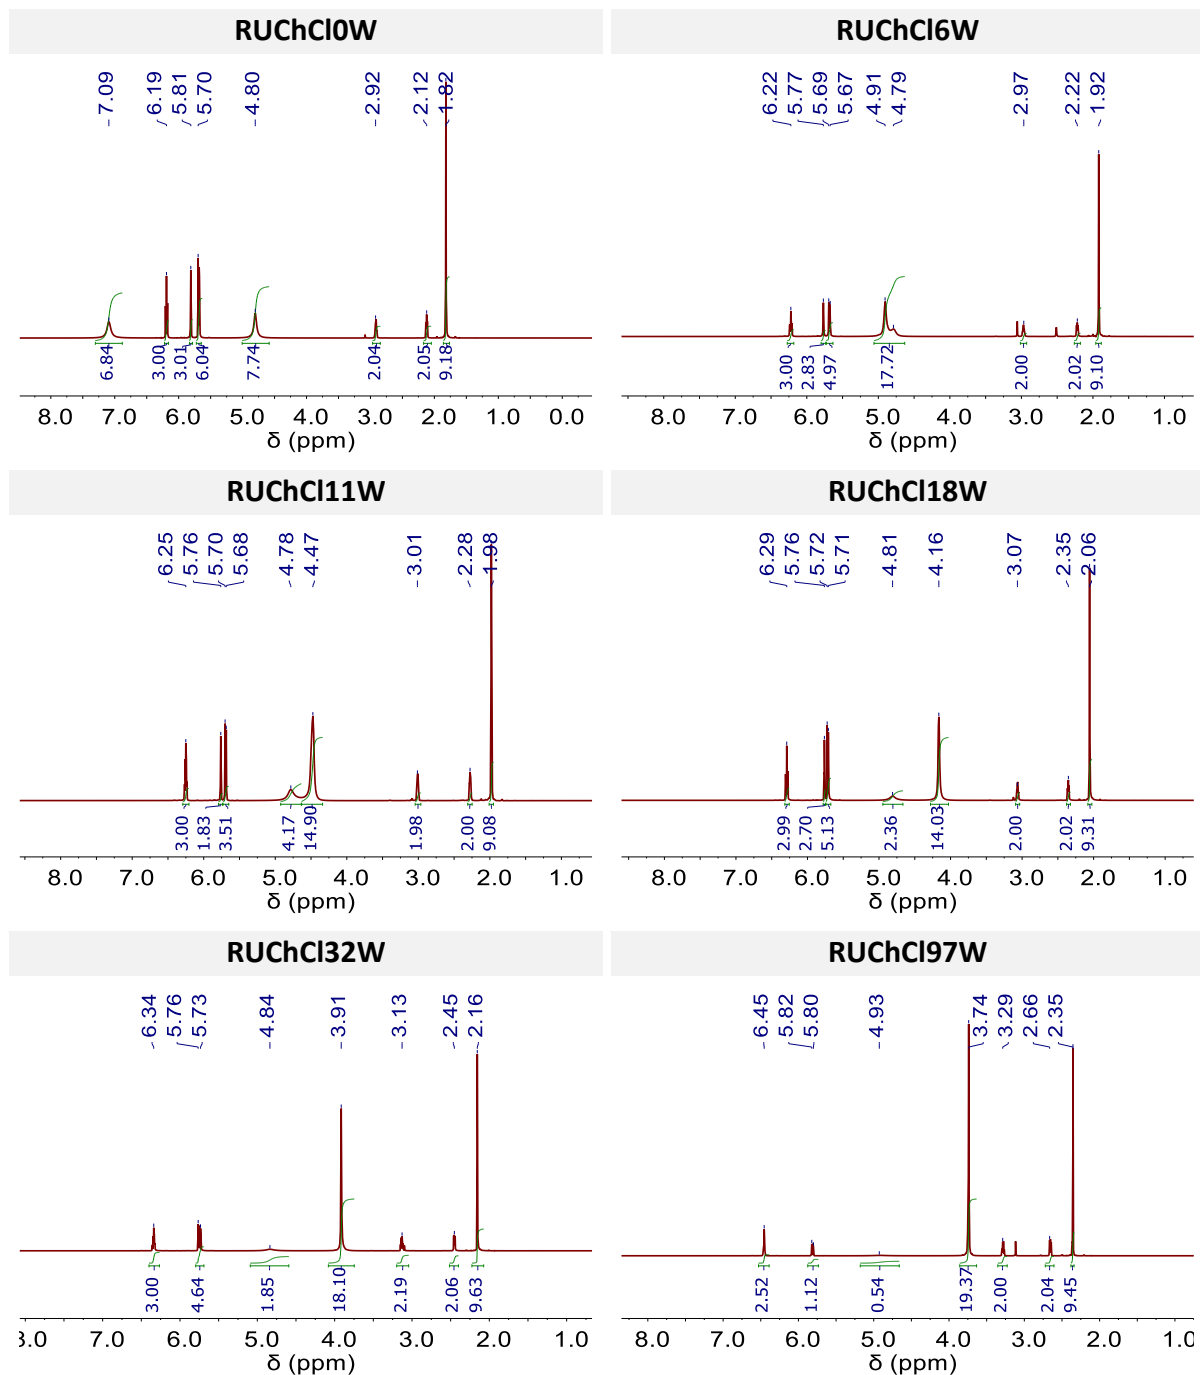 RUChCl0W
7.09 6.19 5.81 5.70 4.80 2.92 2.12 1.82
6.84 3.00 3.01 6.04 7.74 2.04 2.05 9.18
8.0 7.0 6.0 5.0 4.0 3.0 2.0 1.0 0.0
δ (ppm)
RUChCl6W
6.22 5.77 5.69 5.67 4.91 4.79 2.97 2.22 1.92
3.00 2.83 4.97 17.72 2.00 2.02 9.10
8.0 7.0 6.0 5.0 4.0 3.0 2.0 1.0
δ (ppm)
RUChCl11W
6.25 5.76 5.70 5.68 4.78 4.47 3.01 2.28 1.98
3.00 1.83 3.51 4.17 14.90 1.98 2.00 9.08
8.0 7.0 6.0 5.0 4.0 3.0 2.0 1.0
δ (ppm)
RUChCl18W
6.29 5.76 5.72 5.71 4.81 4.16 3.07 2.35 2.06
2.99 2.70 5.13 2.36 14.03 2.00 2.02 9.31
8.0 7.0 6.0 5.0 4.0 3.0 2.0 1.0
δ (ppm)
RUChCl32W
6.34 5.76 5.73 4.84 3.91 3.13 2.45 2.16
3.00 4.64 1.85 18.10 2.19 2.06 9.63
8.0 7.0 6.0 5.0 4.0 3.0 2.0 1.0
δ (ppm)
RUChCl97W
6.45 5.82 5.80 4.93 3.74 3.29 2.66 2.35
2.52 1.12 0.54 19.37 2.00 2.04 9.45
8.0 7.0 6.0 5.0 4.0 3.0 2.0 1.0
δ (ppm)